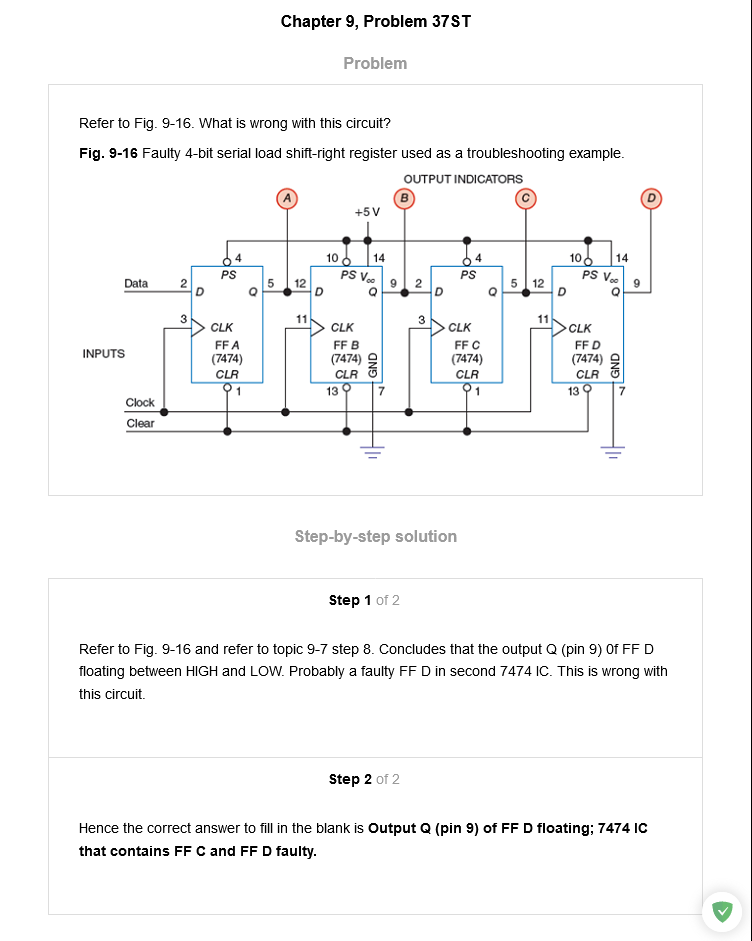 Chapter 9, Problem 37ST
Problem
Refer to Fig. 9-16. What is wrong with this circuit?
Fig. 9-16 Faulty 4-bit serial load shift-right register used as a troubleshooting example.
OUTPUT INDICATORS
A B C D
+5 V
4 10 14 4 10 14
PS PS Vcc PS PS Vcc
Data 2 D Q 5 12 D Q 9 2 D Q 5 12 D Q 9
3 CLK 11 CLK 3 CLK 11 CLK
INPUTS
FF A FF B FF C FF D
(7474) (7474) (7474) (7474)
CLR CLR GND CLR CLR GND
1 13 7 1 13 7
Clock
Clear
Step-by-step solution
Step 1 of 2
Refer to Fig. 9-16 and refer to topic 9-7 step 8. Concludes that the output Q (pin 9) 0f FF D
floating between HIGH and LOW. Probably a faulty FF D in second 7474 IC. This is wrong with
this circuit.
Step 2 of 2
Hence the correct answer to fill in the blank is Output Q (pin 9) of FF D floating; 7474 IC
that contains FF C and FF D faulty.